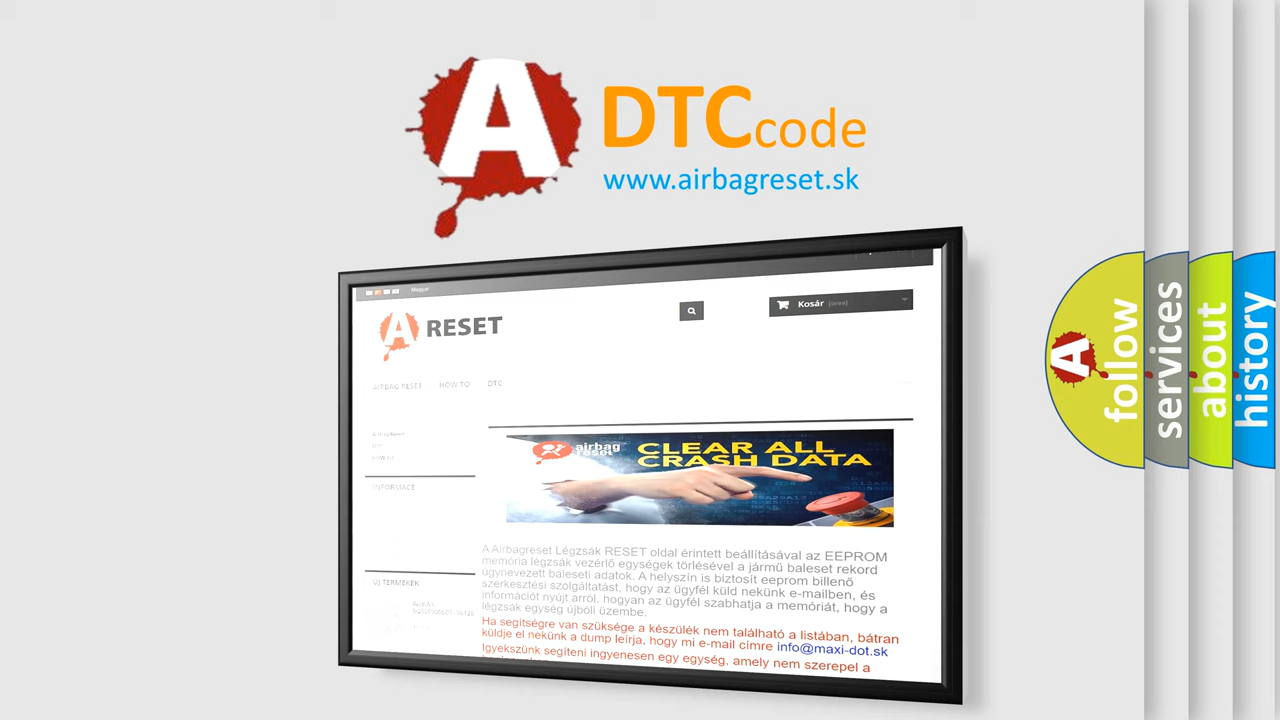 A
DTCcode
www.airbagreset.sk
Magyar
A RESET
Kosár (üres)
AIRBAG RESET HOW TO DTC
HOW TO
INFORMACE
airbag
reset
CLEAR ALL
CRASH DATA
A Airbagreset Légzsák RESET oldal érintett beállításával az EEPROM
memória légzsák vezérlő egységek törlésével a jármű baleset rekord
úgynevezett baleseti adatok. A helyszín is biztosít eeprom billenő
szerkesztési szolgáltatást, hogy az ügyfél küld nekünk e-mailben, és
információt nyújt arról, hogyan az ügyfél szabhatja a memóriát, hogy a
légzsák egység újbóli üzembe.
Ha segítségre van szüksége a készülék nem található a listában, bátran
küldje el nekünk a dump leírja, hogy mi e-mail címre info@maxi-dot.sk
Igyekszünk segíteni ingyenesen egy egység, amely nem szerepel a
ÚJ TERMÉKEK
A
follow
services
about
history